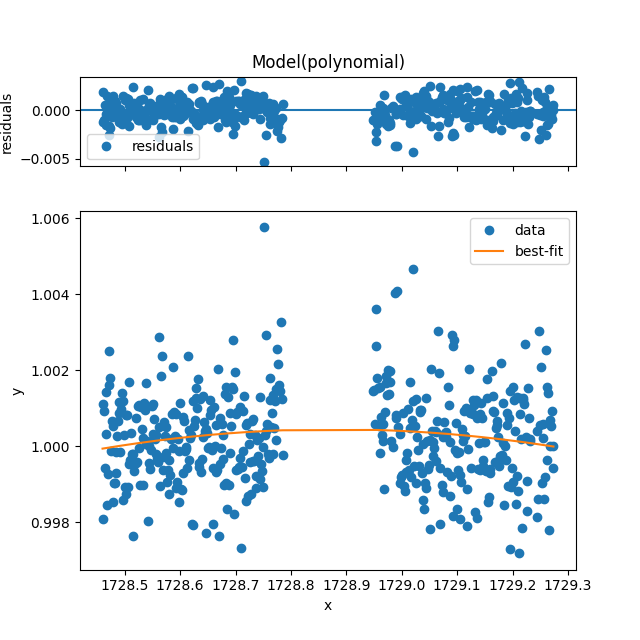 Model(polynomial)
residuals
0.000
−0.005
residuals
1.006
1.004
1.002
1.000
0.998
y
data
best-fit
1728.5 1728.6 1728.7 1728.8 1728.9 1729.0 1729.1 1729.2 1729.3
x